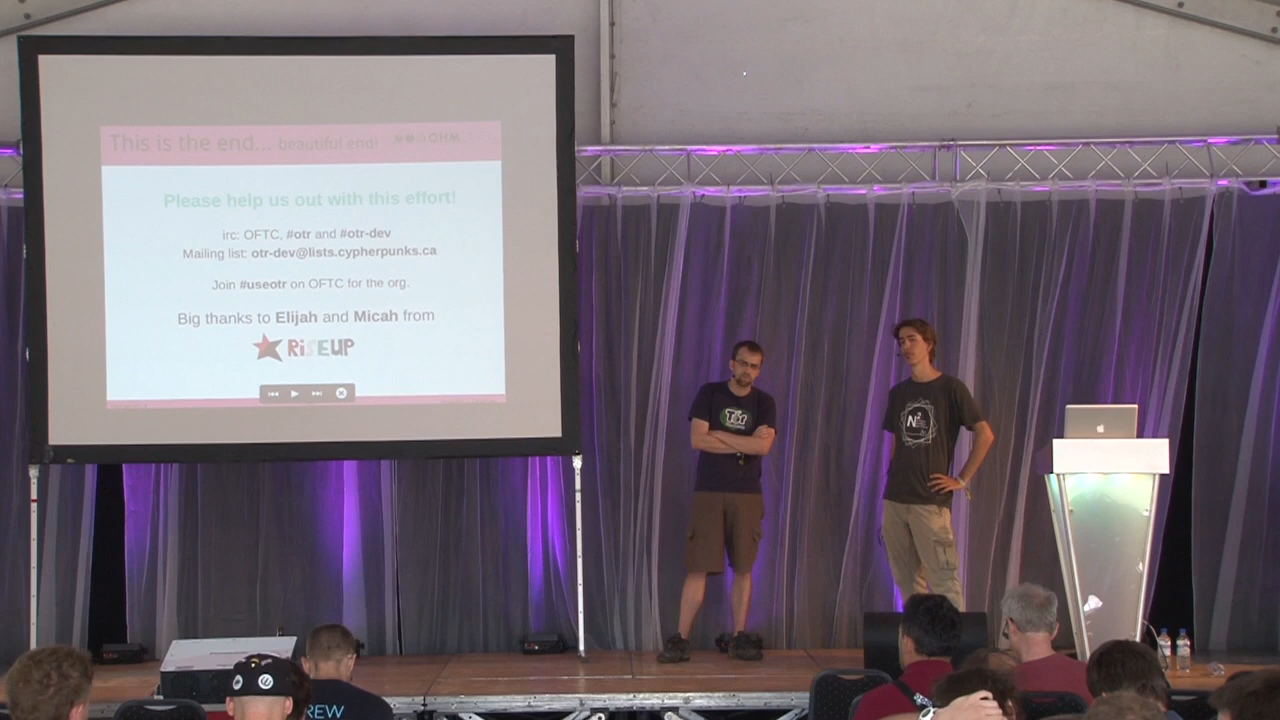 This is the end... beautiful end!
OHM
Please help us out with this effort!
irc: OFTC, #otr and #otr-dev
Mailing list: otr-dev@lists.cypherpunks.ca
Join #useotr on OFTC for the org.
Big thanks to Elijah and Micah from
RiSEUP
Tor
N²
REW